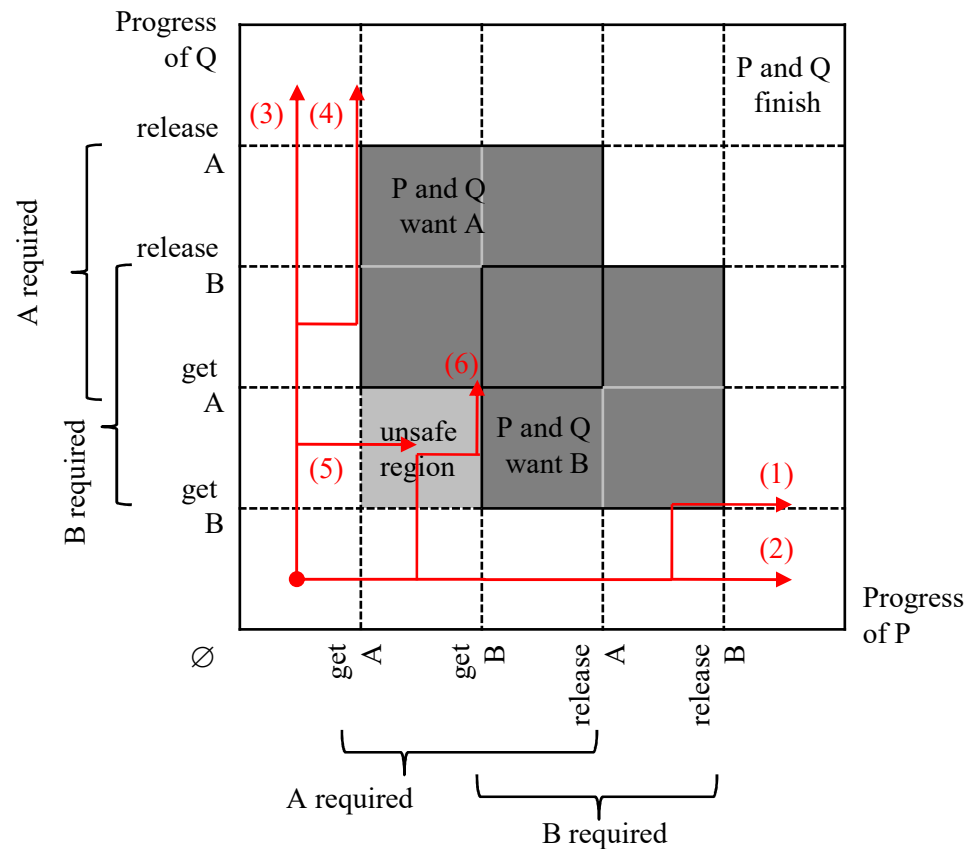 Progress
of Q
P and Q
finish
(3)
(4)
release
A
P and Q
want A
release
B
A required
get
A
(6)
unsafe
region
P and Q
want B
(5)
B required
get
B
(1)
(2)
Progress
of P
∅
get
A
get
B
release
A
release
B
A required
B required